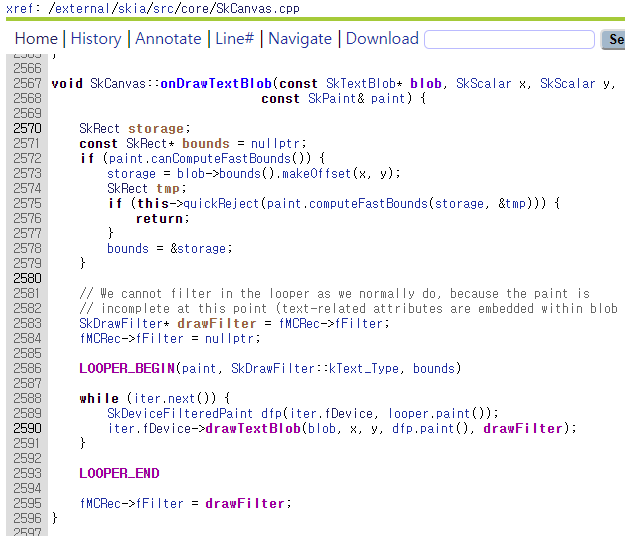 xref: /external/skia/src/core/SkCanvas.cpp
Home | History | Annotate | Line# | Navigate | Download Se
2565 }
2566
2567 void SkCanvas::onDrawTextBlob(const SkTextBlob* blob, SkScalar x, SkScalar y,
2568                               const SkPaint& paint) {
2569
2570     SkRect storage;
2571     const SkRect* bounds = nullptr;
2572     if (paint.canComputeFastBounds()) {
2573         storage = blob->bounds().makeOffset(x, y);
2574         SkRect tmp;
2575         if (this->quickReject(paint.computeFastBounds(storage, &tmp))) {
2576             return;
2577         }
2578         bounds = &storage;
2579     }
2580
2581     // We cannot filter in the looper as we normally do, because the paint is
2582     // incomplete at this point (text-related attributes are embedded within blob
2583     SkDrawFilter* drawFilter = fMCRec->fFilter;
2584     fMCRec->fFilter = nullptr;
2585
2586     LOOPER_BEGIN(paint, SkDrawFilter::kText_Type, bounds)
2587
2588     while (iter.next()) {
2589         SkDeviceFilteredPaint dfp(iter.fDevice, looper.paint());
2590         iter.fDevice->drawTextBlob(blob, x, y, dfp.paint(), drawFilter);
2591     }
2592
2593     LOOPER_END
2594
2595     fMCRec->fFilter = drawFilter;
2596 }
2597